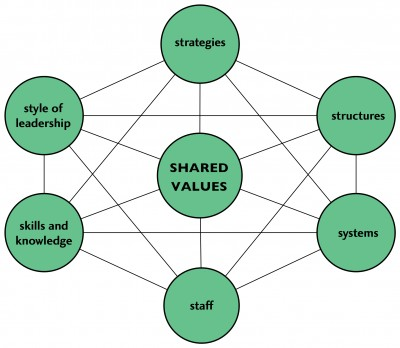 strategies
style of
leadership
structures
SHARED
VALUES
skills and
knowledge
systems
staff